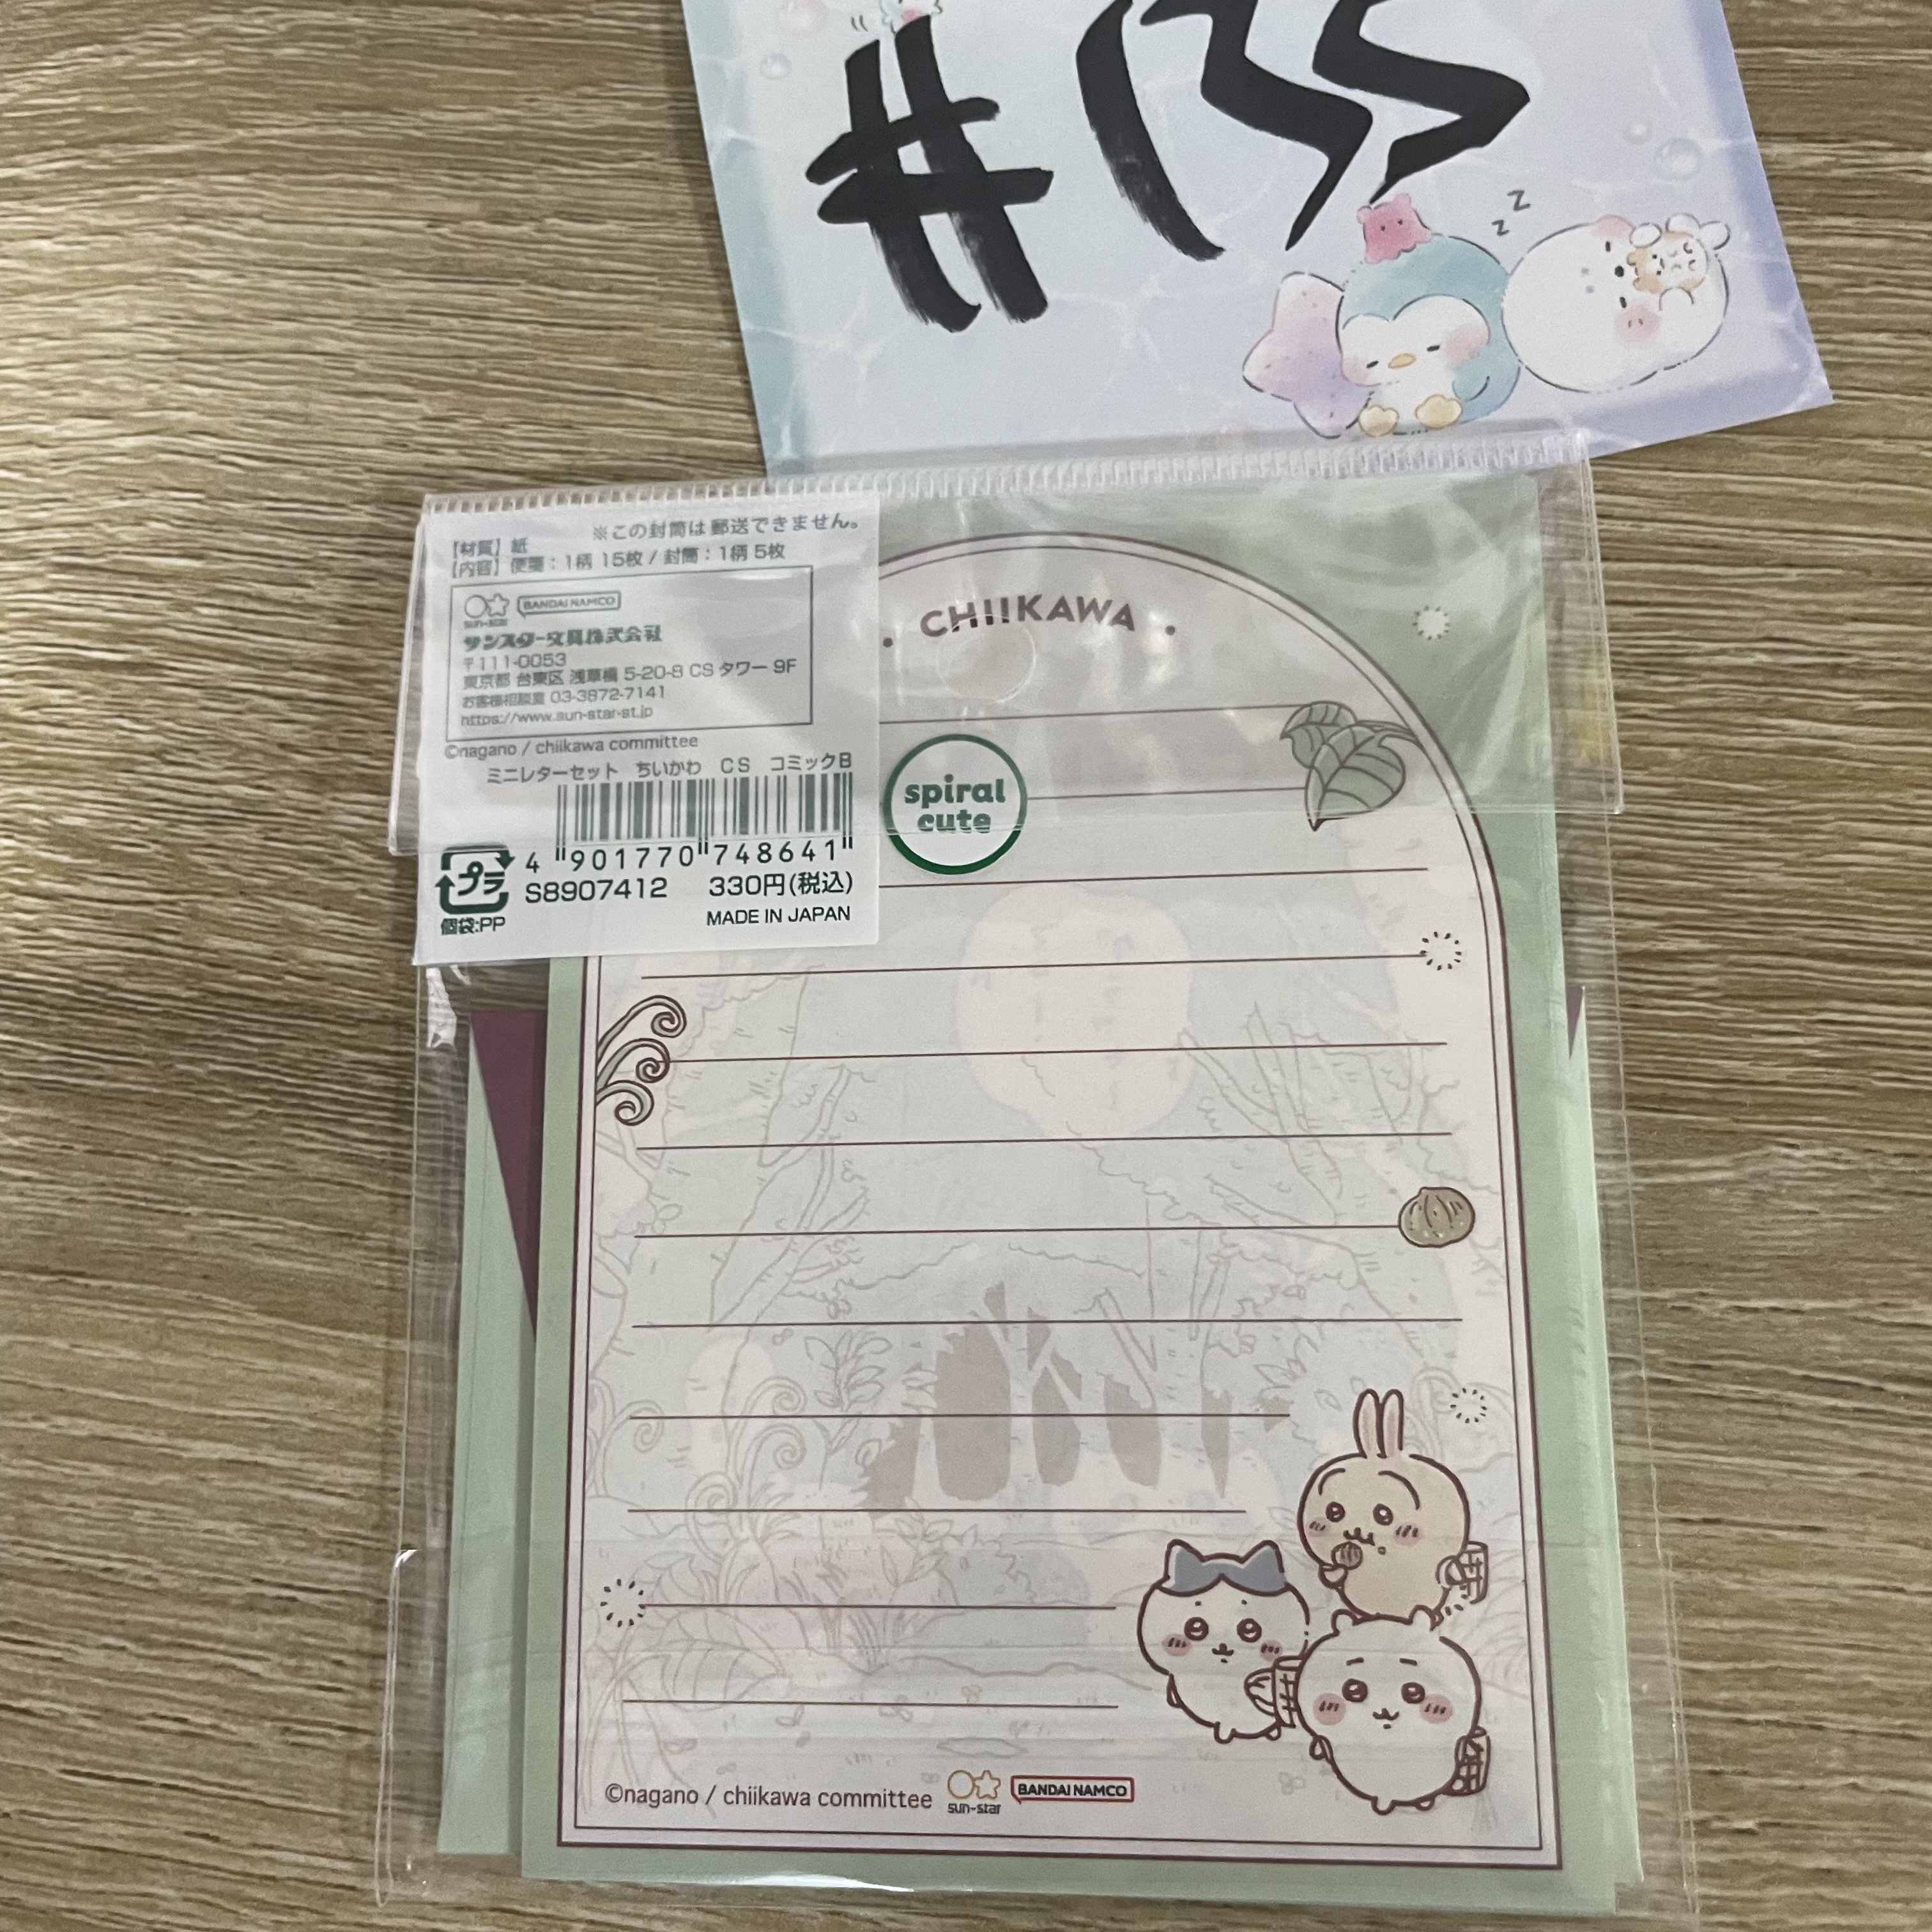 #135
z
z
※この封筒は郵送できません。
【材質】紙
【内容】便箋：1柄 15枚 / 封筒：1柄 5枚
sun-star BANDAI NAMCO
サンスター文具株式会社
〒111-0053
東京都 台東区 浅草橋 5-20-8 CS タワー 9F
お客様相談室 03-3872-7141
https://www.sun-star-st.jp
©nagano / chiikawa committee
ミニレターセット ちいかわ CS コミックB
4 901770 748641
プラ
個袋:PP
S8907412 330円(税込)
MADE IN JAPAN
• CHIIKAWA •
spiral
cute
©nagano / chiikawa committee sun-star BANDAI NAMCO